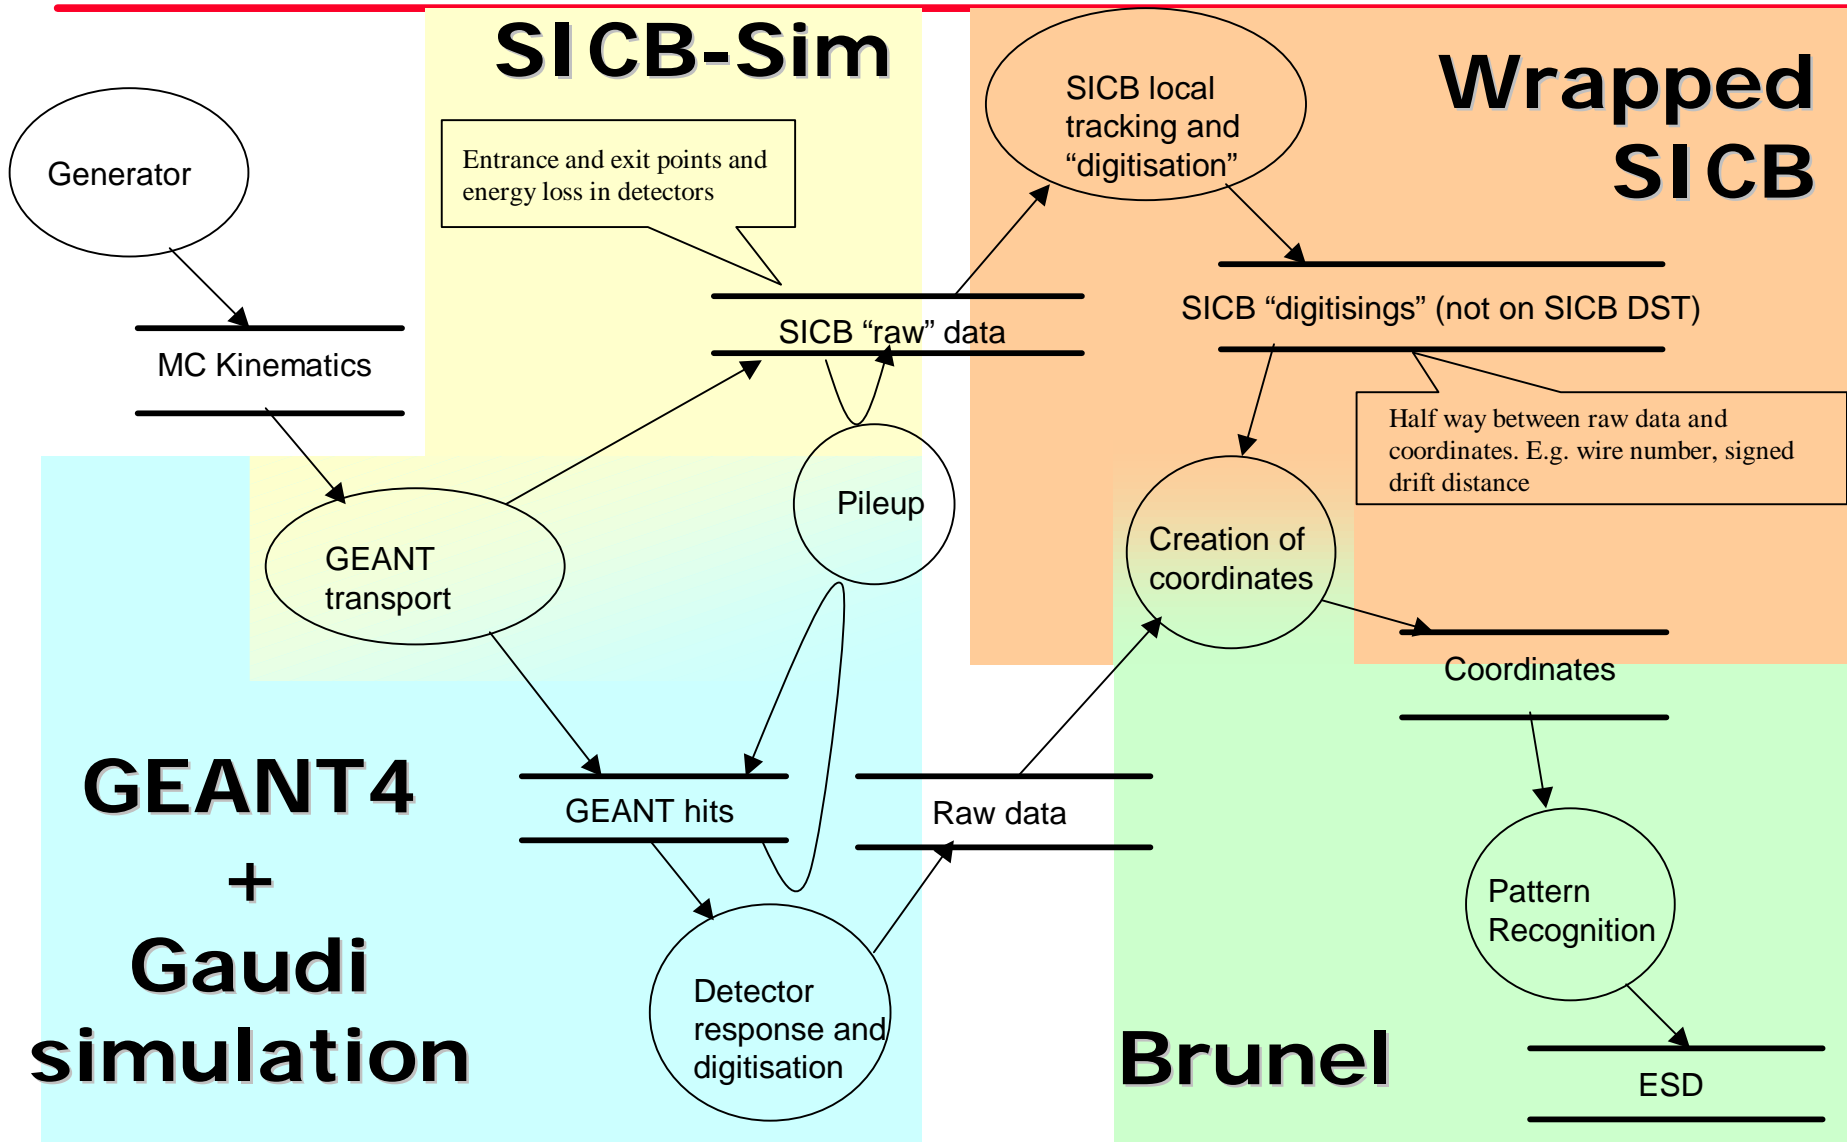 SICB-Sim
Wrapped
SICB
Generator
Entrance and exit points and
energy loss in detectors
SICB local
tracking and
“digitisation”
MC Kinematics
SICB “raw” data
SICB “digitisings” (not on SICB DST)
Half way between raw data and
coordinates. E.g. wire number, signed
drift distance
Pileup
GEANT
transport
Creation of
coordinates
Coordinates
GEANT4
+
Gaudi
simulation
GEANT hits
Raw data
Detector
response and
digitisation
Pattern
Recognition
Brunel
ESD